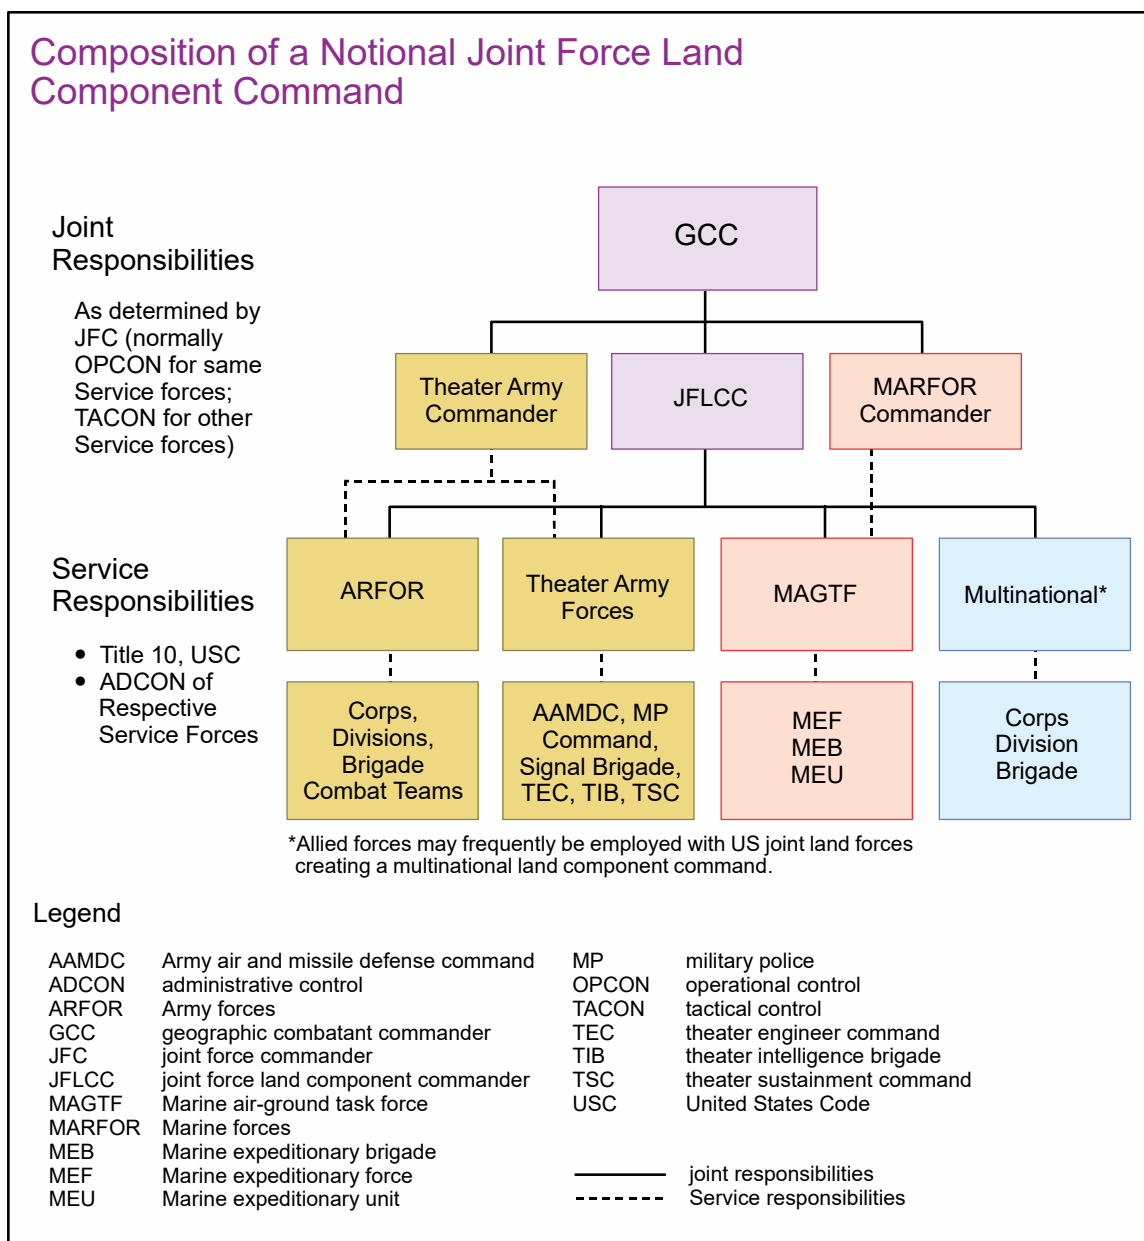 Composition of a Notional Joint Force Land
Component Command
Joint
Responsibilities
As determined by
JFC (normally
OPCON for same
Service forces;
TACON for other
Service forces)
GCC
Theater Army
Commander
JFLCC
MARFOR
Commander
Service
Responsibilities
• Title 10, USC
• ADCON of
Respective
Service Forces
ARFOR
Theater Army
Forces
MAGTF
Multinational*
Corps,
Divisions,
Brigade
Combat Teams
AAMDC, MP
Command,
Signal Brigade,
TEC, TIB, TSC
MEF
MEB
MEU
Corps
Division
Brigade
*Allied forces may frequently be employed with US joint land forces
creating a multinational land component command.
Legend
AAMDC Army air and missile defense command
ADCON administrative control
ARFOR Army forces
GCC geographic combatant commander
JFC joint force commander
JFLCC joint force land component commander
MAGTF Marine air-ground task force
MARFOR Marine forces
MEB Marine expeditionary brigade
MEF Marine expeditionary force
MEU Marine expeditionary unit
MP military police
OPCON operational control
TACON tactical control
TEC theater engineer command
TIB theater intelligence brigade
TSC theater sustainment command
USC United States Code
joint responsibilities
Service responsibilities